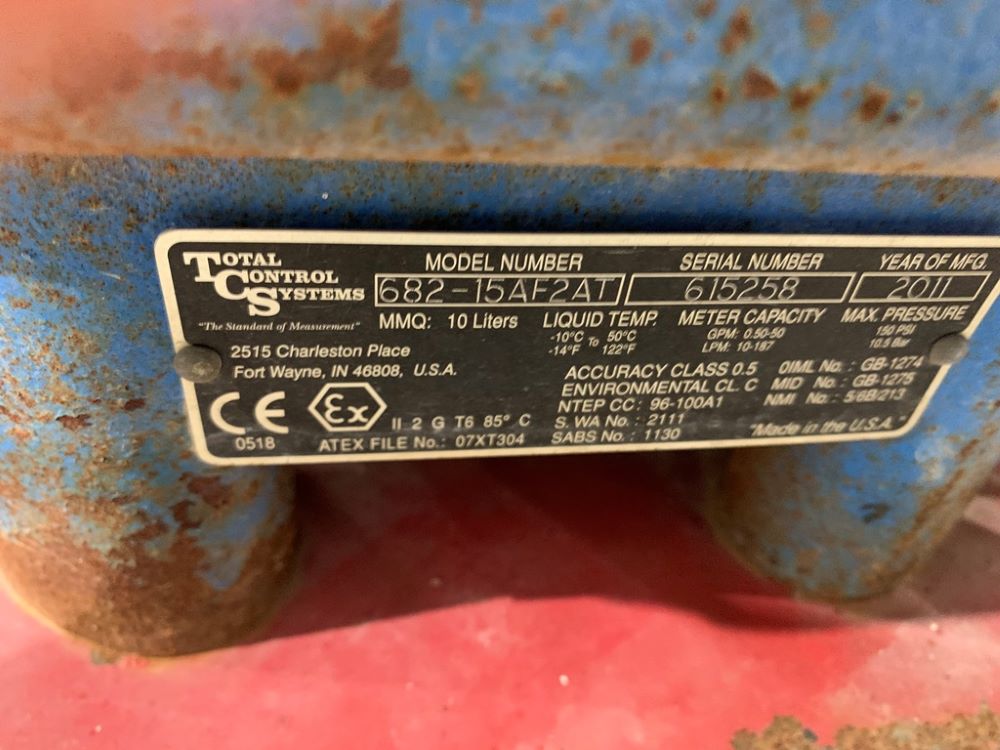 TOTAL CONTROL SYSTEMS
"The Standard of Measurement"
2515 Charleston Place
Fort Wayne, IN 46808, U.S.A.
MODEL NUMBER
682-15AF2AT
SERIAL NUMBER
615258
YEAR OF MFG.
2011
MMQ: 10 Liters
LIQUID TEMP.
-10°C To 50°C
-14°F 122°F
METER CAPACITY
GPM: 0.50-50
LPM: 10-187
MAX. PRESSURE
150 PSI
10.5 Bar
ACCURACY CLASS 0.5
ENVIRONMENTAL CL. C
NTEP CC: 96-100A1
S. WA No.: 2111
SABS No.: 1130
OIML No.: GB-1274
MID No.: GB-1275
NMI No.: 5/6B/213
"Made in the U.S.A."
CE
0518
Ex
II 2 G T6 85° C
ATEX FILE No.: 07XT304